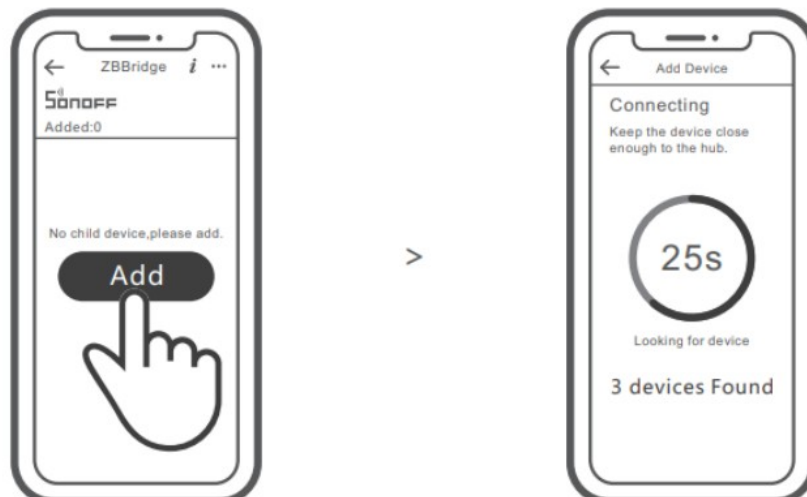 ZBBridge i ...
SONOFF
Added:0
No child device,please add.
Add
>
Add Device
Connecting
Keep the device close
enough to the hub.
25s
Looking for device
3 devices Found